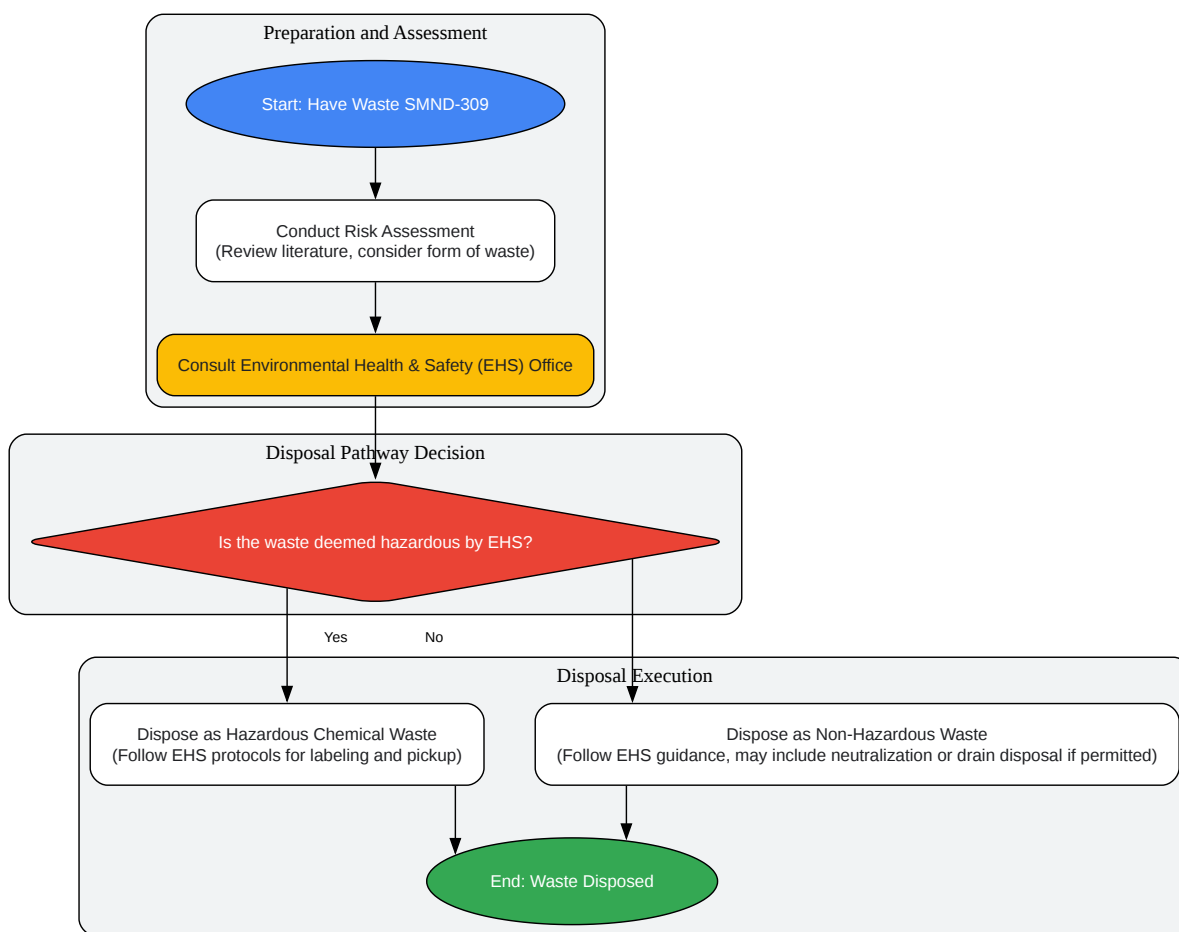 Preparation and Assessment
Start: Have Waste SMND-309
Conduct Risk Assessment
(Review literature, consider form of waste)
Consult Environmental Health & Safety (EHS) Office
Disposal Pathway Decision
Is the waste deemed hazardous by EHS?
Yes
No
Disposal Execution
Dispose as Hazardous Chemical Waste
(Follow EHS protocols for labeling and pickup)
Dispose as Non-Hazardous Waste
(Follow EHS guidance, may include neutralization or drain disposal if permitted)
End: Waste Disposed